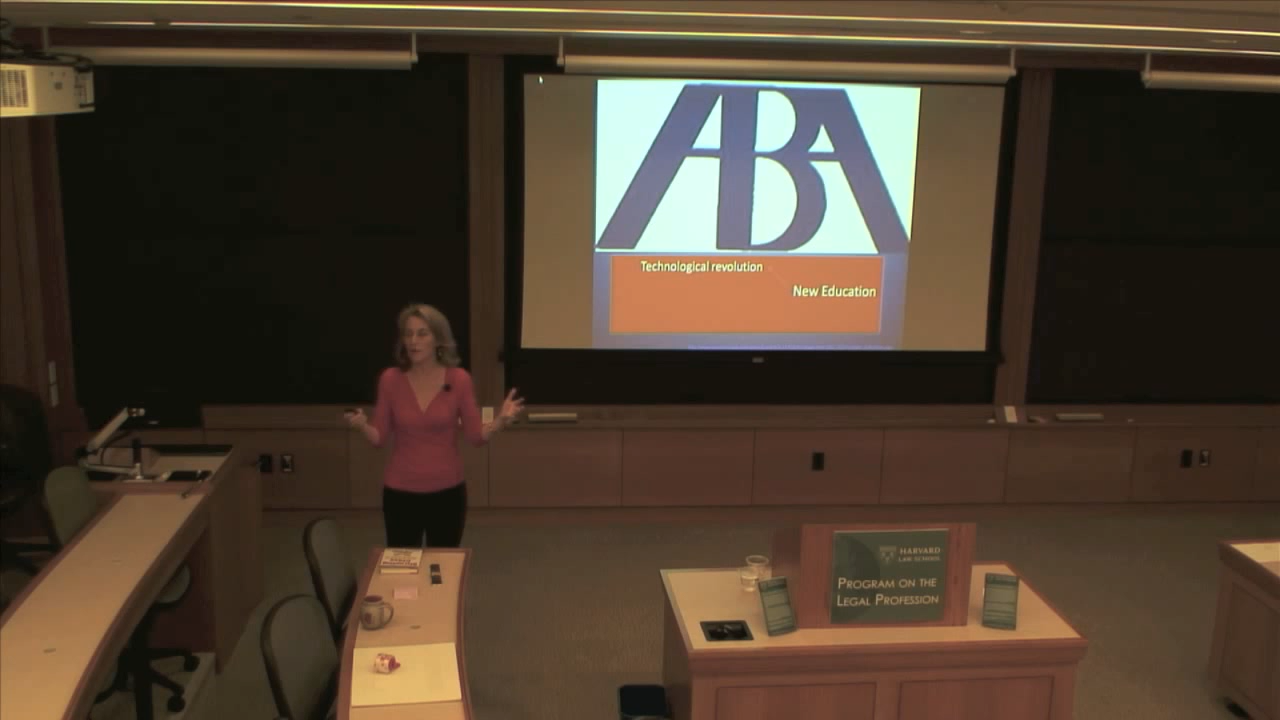 ABA
Technological revolution
New Education
HARVARD
LAW SCHOOL
PROGRAM ON THE
LEGAL PROFESSION